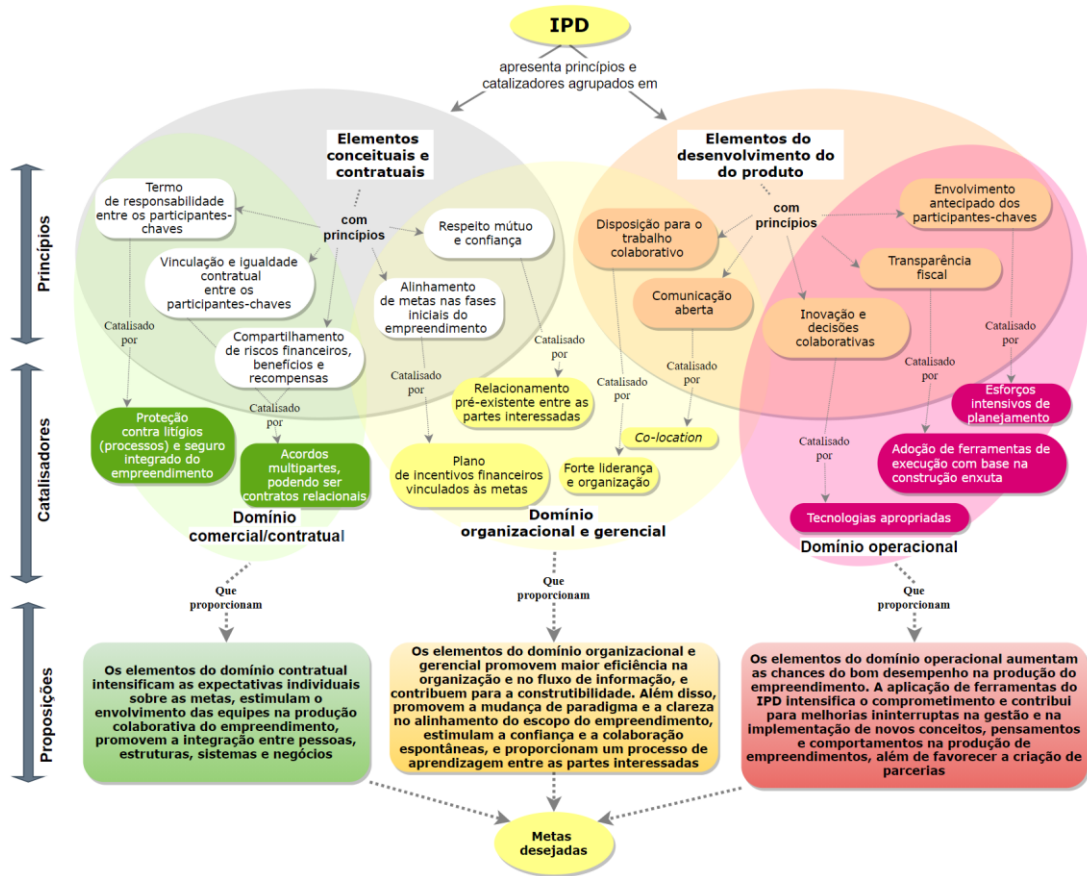 IPD
apresenta princípios e
catalizadores agrupados em
Elementos
conceituais e
contratuais
Elementos do
desenvolvimento do
do produto
Princípios
Termo
de responsabilidade
entre os participantes-
chaves
com
princípios
Respeito mútuo
e confiança
Vinculação e igualdade
contratual
entre os
participantes-chaves
Alinhamento
de metas nas fases
iniciais do
empreendimento
Compartilhamento
de riscos financeiros,
benefícios e
recompensas
Disposição para o
trabalho
colaborativo
com
princípios
Envolvimento
antecipado dos
participantes-chaves
Transparência
fiscal
Comunicação
aberta
Inovação e
decisões
colaborativas
Catalisadores
Catalisado
por
Catalisado
por
Catalisado
por
Catalisado
por
Catalisado
por
Catalisado
por
Catalisado
por
Catalisado
por
Catalisado
por
Proteção
contra litígios
(processos) e seguro
integrado do
empreendimento
Acordos
multipartes,
podendo ser
contratos relacionais
Relacionamento
pré-existente entre as
partes interessadas
Co-location
Plano
de incentivos financeiros
vinculados às metas
Forte liderança
e organização
Esforços
intensivos de
planejamento
Adoção de ferramentas de
execução com base na
construção enxuta
Tecnologias apropriadas
Domínio
comercial/contratual
Domínio
organizacional e gerencial
Domínio operacional
Que
proporcionam
Que
proporcionam
Que
proporcionam
Proposições
Os elementos do domínio contratual
intensificam as expectativas individuais
sobre as metas, estimulam o
envolvimento das equipes na produção
colaborativa do empreendimento,
promovem a integração entre pessoas,
estruturas, sistemas e negócios
Os elementos do domínio organizacional e
gerencial promovem maior eficiência na
organização e no fluxo de informação, e
contribuem para a construtibilidade. Além disso,
promovem a mudança de paradigma e a clareza
no alinhamento do escopo do empreendimento,
estimulam a confiança e a colaboração
espontâneas, e proporcionam um processo de
aprendizagem entre as partes interessadas
Os elementos do domínio operacional aumentam
as chances do bom desempenho na produção do
empreendimento. A aplicação de ferramentas do
IPD intensifica o comprometimento e contribui
para melhorias ininterruptas na gestão e na
implementação de novos conceitos, pensamentos
e comportamentos na produção de
empreendimentos, além de favorecer a criação de
parcerias
Metas
desejadas